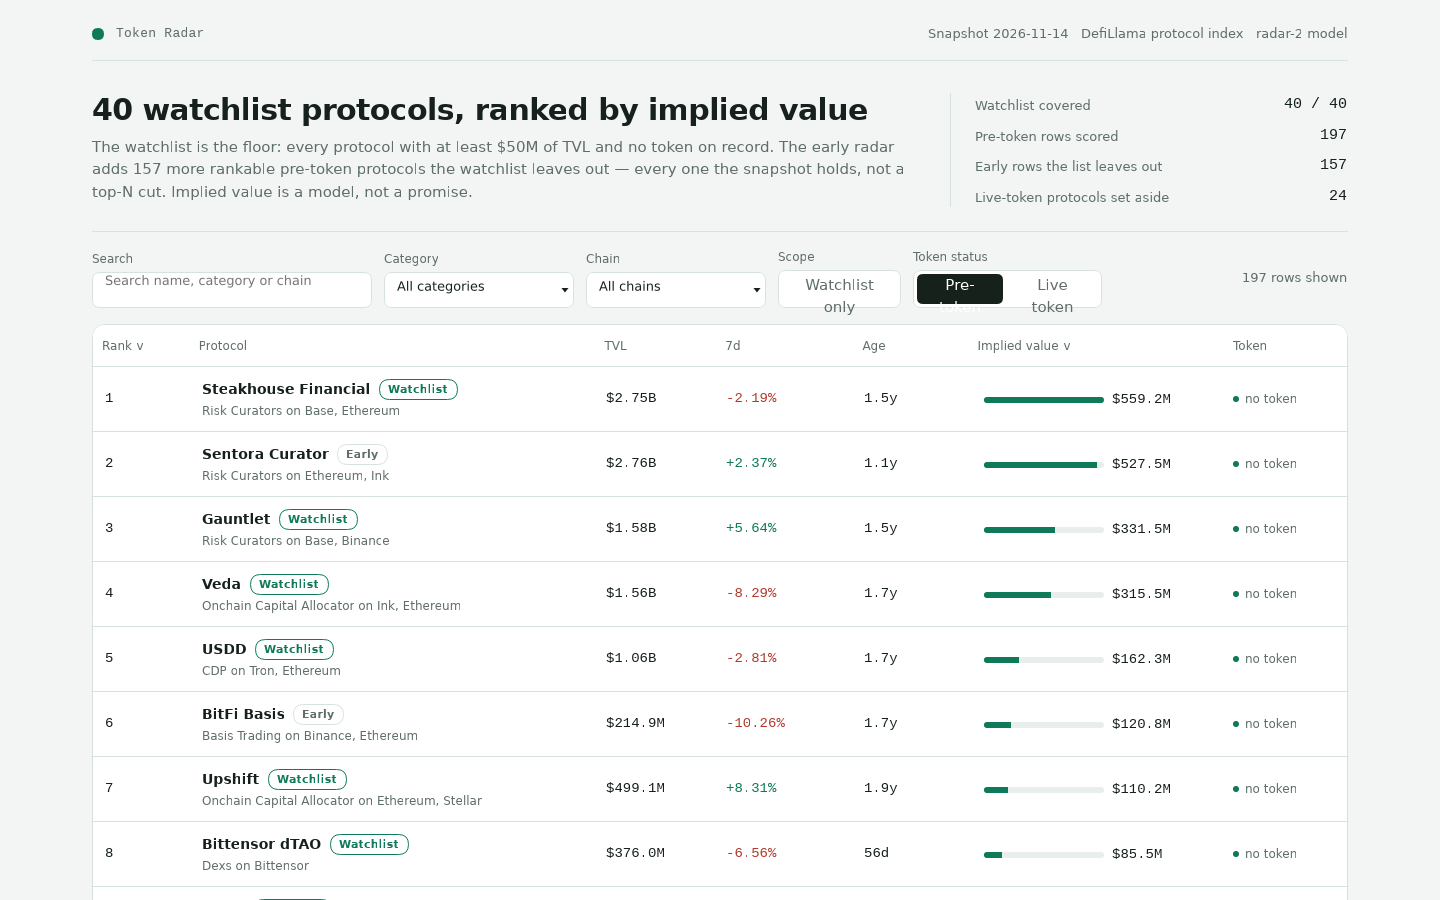 Token Radar
Snapshot 2026-11-14 DefiLlama protocol index radar-2 model
40 watchlist protocols, ranked by implied value
The watchlist is the floor: every protocol with at least $50M of TVL and no token on record. The early radar
adds 157 more rankable pre-token protocols the watchlist leaves out — every one the snapshot holds, not a
top-N cut. Implied value is a model, not a promise.
Watchlist covered 40 / 40
Pre-token rows scored 197
Early rows the list leaves out 157
Live-token protocols set aside 24
Search Category Chain Scope Token status
Search name, category or chain All categories All chains Watchlist only Pre-token Live token 197 rows shown
Rank v Protocol TVL 7d Age Implied value v Token
1 Steakhouse Financial Watchlist $2.75B -2.19% 1.5y $559.2M no token
Risk Curators on Base, Ethereum
2 Sentora Curator Early $2.76B +2.37% 1.1y $527.5M no token
Risk Curators on Ethereum, Ink
3 Gauntlet Watchlist $1.58B +5.64% 1.5y $331.5M no token
Risk Curators on Base, Binance
4 Veda Watchlist $1.56B -8.29% 1.7y $315.5M no token
Onchain Capital Allocator on Ink, Ethereum
5 USDD Watchlist $1.06B -2.81% 1.7y $162.3M no token
CDP on Tron, Ethereum
6 BitFi Basis Early $214.9M -10.26% 1.7y $120.8M no token
Basis Trading on Binance, Ethereum
7 Upshift Watchlist $499.1M +8.31% 1.9y $110.2M no token
Onchain Capital Allocator on Ethereum, Stellar
8 Bittensor dTAO Watchlist $376.0M -6.56% 56d $85.5M no token
Dexs on Bittensor